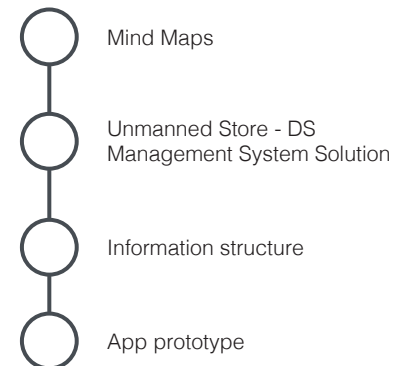 Mind Maps
Unmanned Store - DS
Management System Solution
Information structure
App prototype